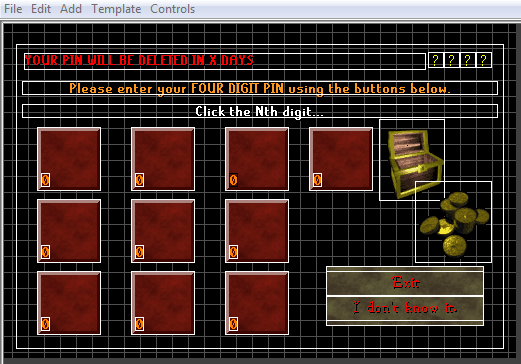 File Edit Add Template Controls
YOUR PIN WILL BE DELETED IN X DAYS
? ? ? ?
Please enter your FOUR DIGIT PIN using the buttons below.
Click the Nth digit...
0 0 0 0
0 0 0
0 0 0
Exit
I don't know it.